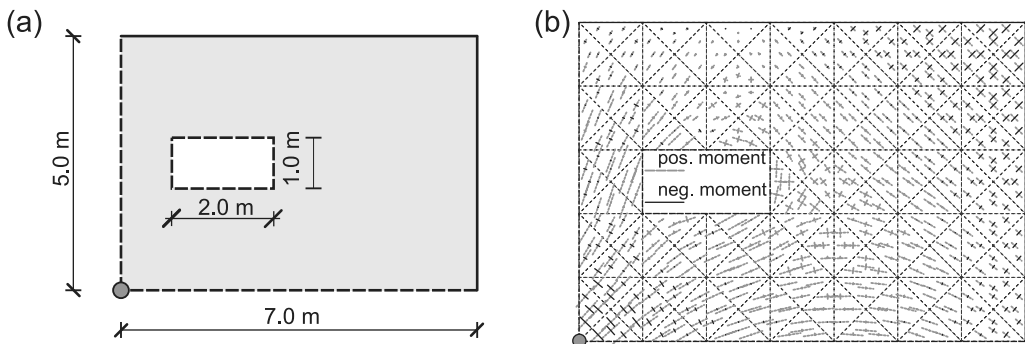 (a)
5.0 m
1.0 m
2.0 m
7.0 m
(b)
pos. moment
neg. moment